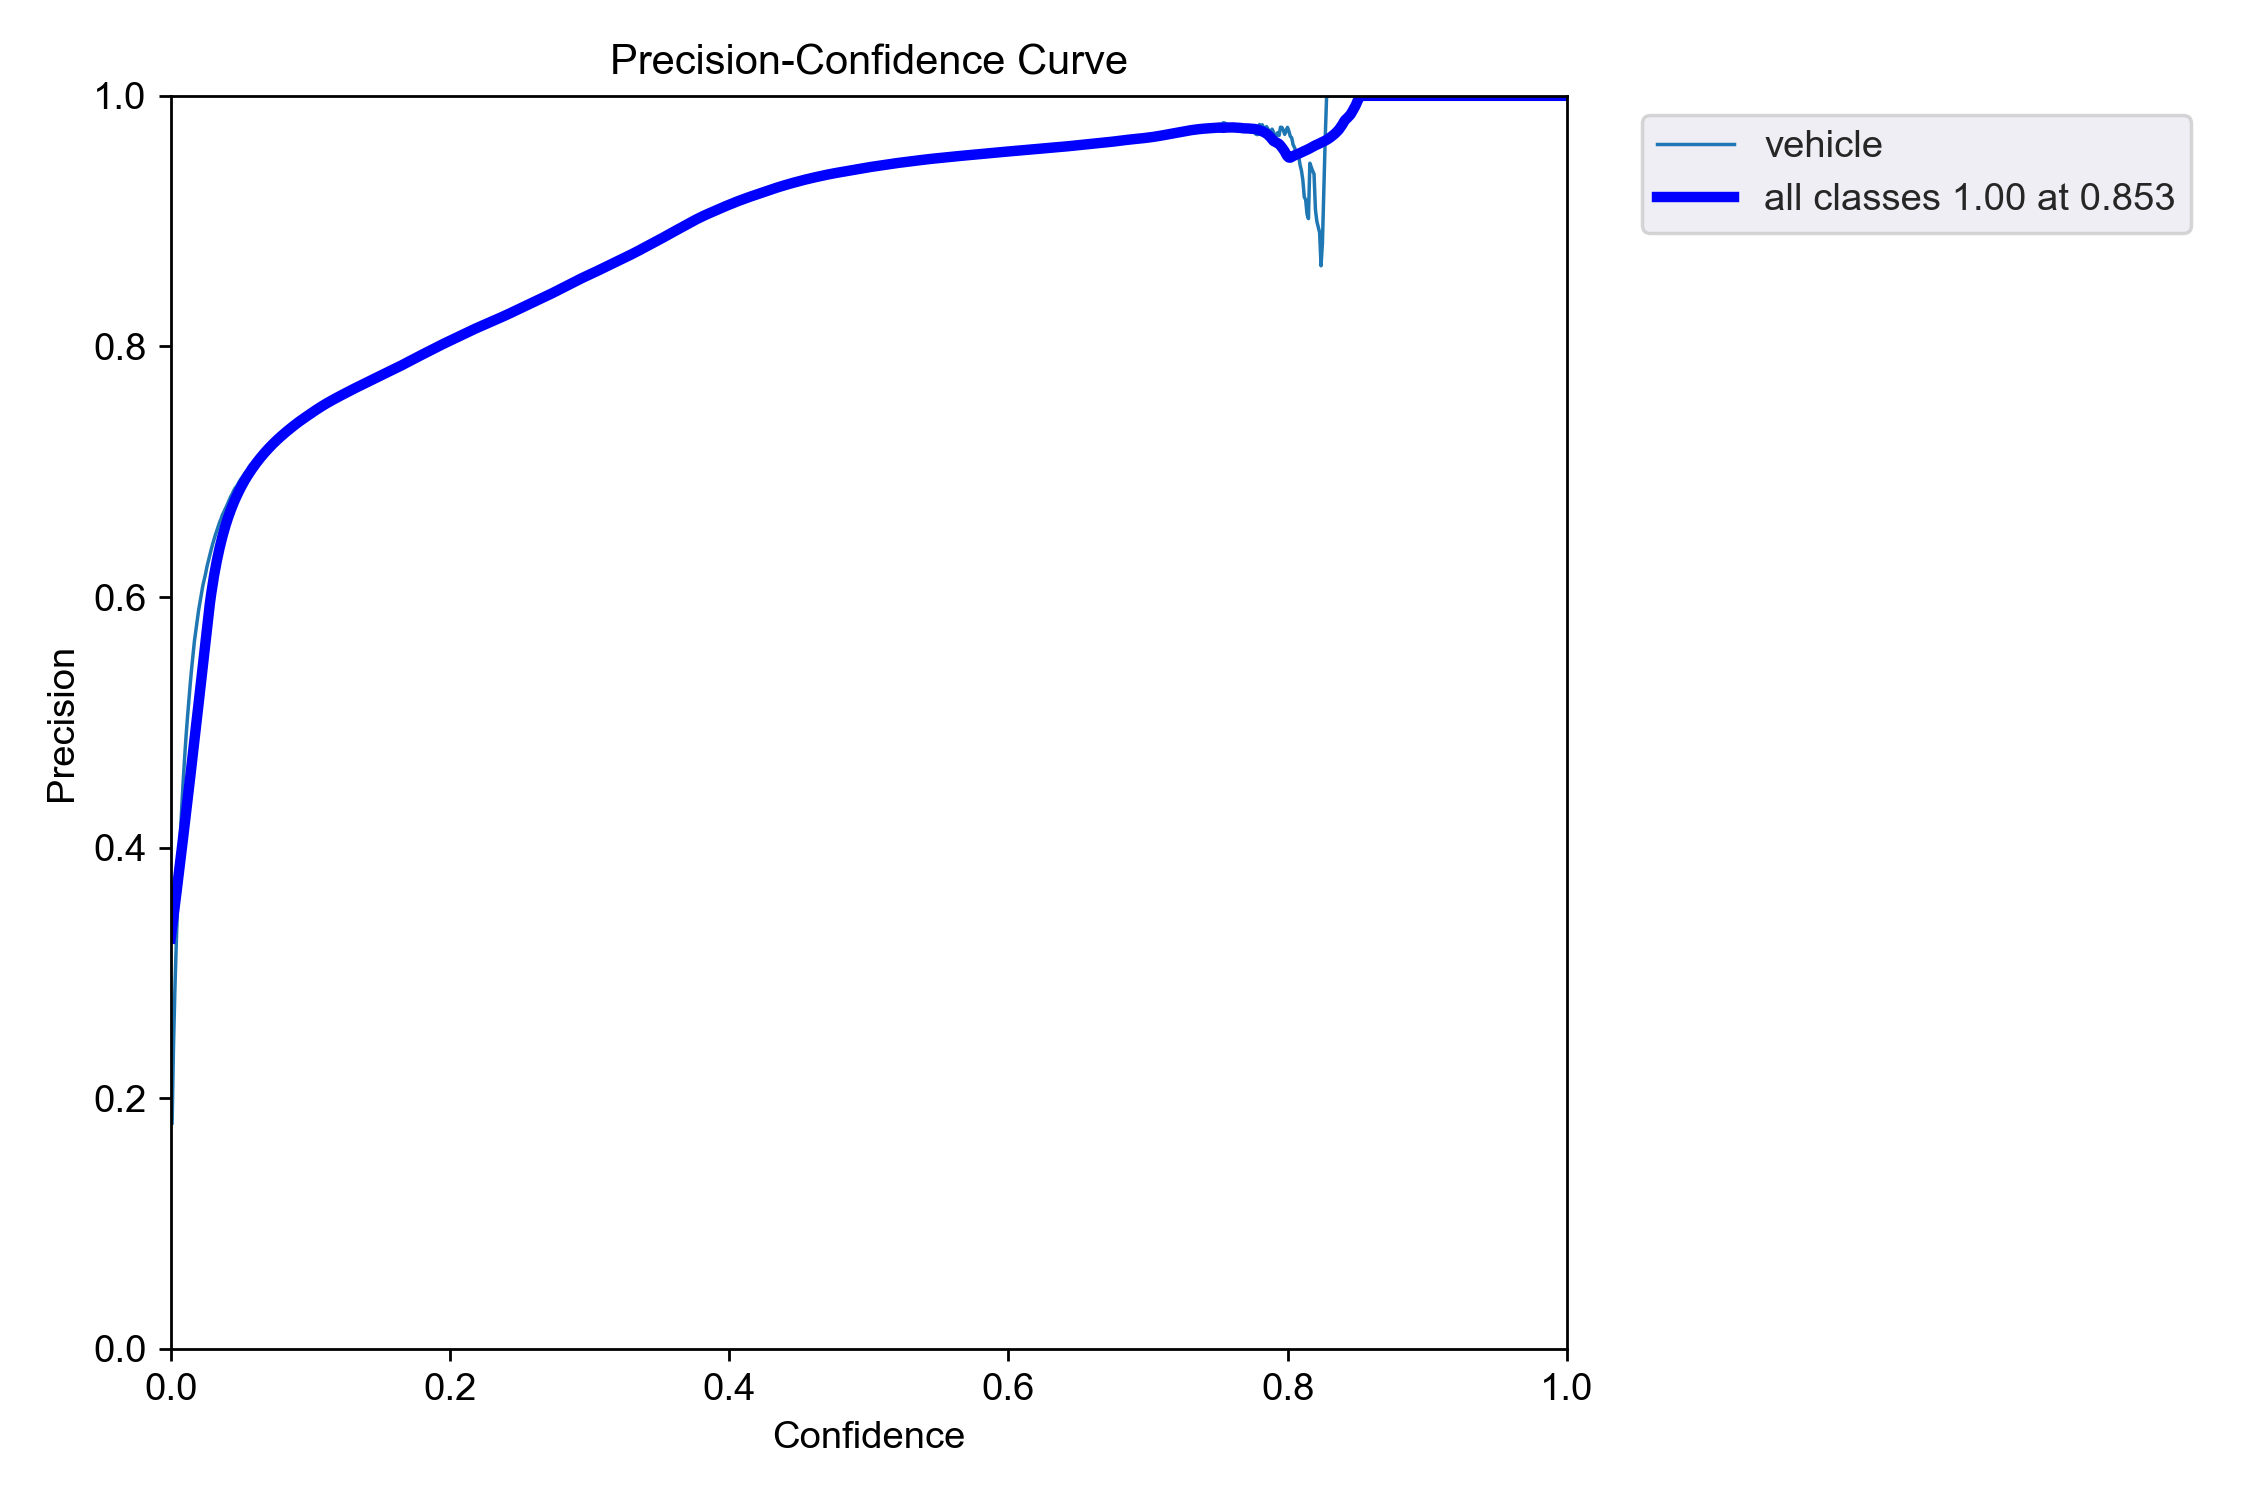 Precision-Confidence Curve
1.0
0.8
0.6
0.4
0.2
0.0
Precision
0.0 0.2 0.4 0.6 0.8 1.0
Confidence
vehicle
all classes 1.00 at 0.853